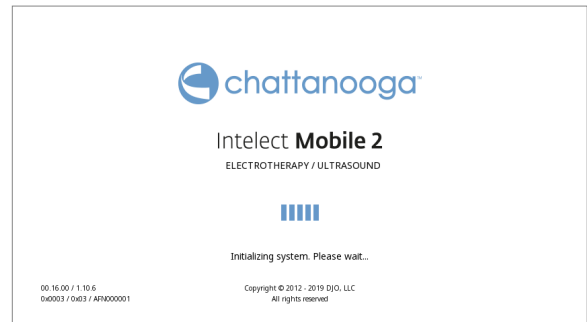 chattanooga™
Intelect Mobile 2
ELECTROTHERAPY / ULTRASOUND
Initializing system. Please wait...
00.16.00 / 1.10.6
0x0003 / 0x03 / AFN000001
Copyright © 2012 - 2019 DJO, LLC
All rights reserved